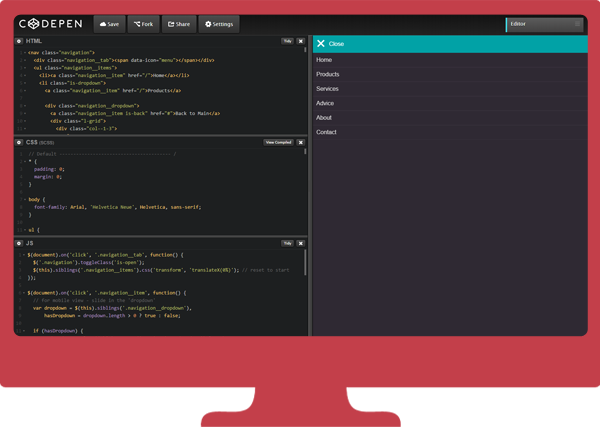 CODEPEN
Save
Fork
Share
Settings
Editor
HTML
Tidy
<nav class="navigation">
<div class="navigation__tab"><span data-icon="menu"></span></div>
<ul class="navigation__items">
<li><a class="navigation__item" href="/">Home</a></li>
<li class="is-dropdown">
<a class="navigation__item" href="/">Products</a>
<div class="navigation__dropdown">
<a class="navigation__item is-back" href="#">Back to Main</a>
<div class="l-grid">
<div class="col--1-3">
CSS (SCSS)
View Compiled
// Default ---------------------------------------- /
* {
padding: 0;
margin: 0;
}
body {
font-family: Arial, 'Helvetica Neue', Helvetica, sans-serif;
}
ul {
JS
Tidy
$(document).on('click', '.navigation__tab', function() {
$('.navigation').toggleClass('is-open');
$(this).siblings('.navigation__items').css('transform', 'translateX(0%)'); // reset to start
});
$(document).on('click', '.navigation__item', function() {
// For mobile view - slide in the 'dropdown'
var dropdown = $(this).siblings('.navigation__dropdown'),
hasDropdown = dropdown.length > 0 ? true : false;
if (hasDropdown) {
Close
Home
Products
Services
Advice
About
Contact